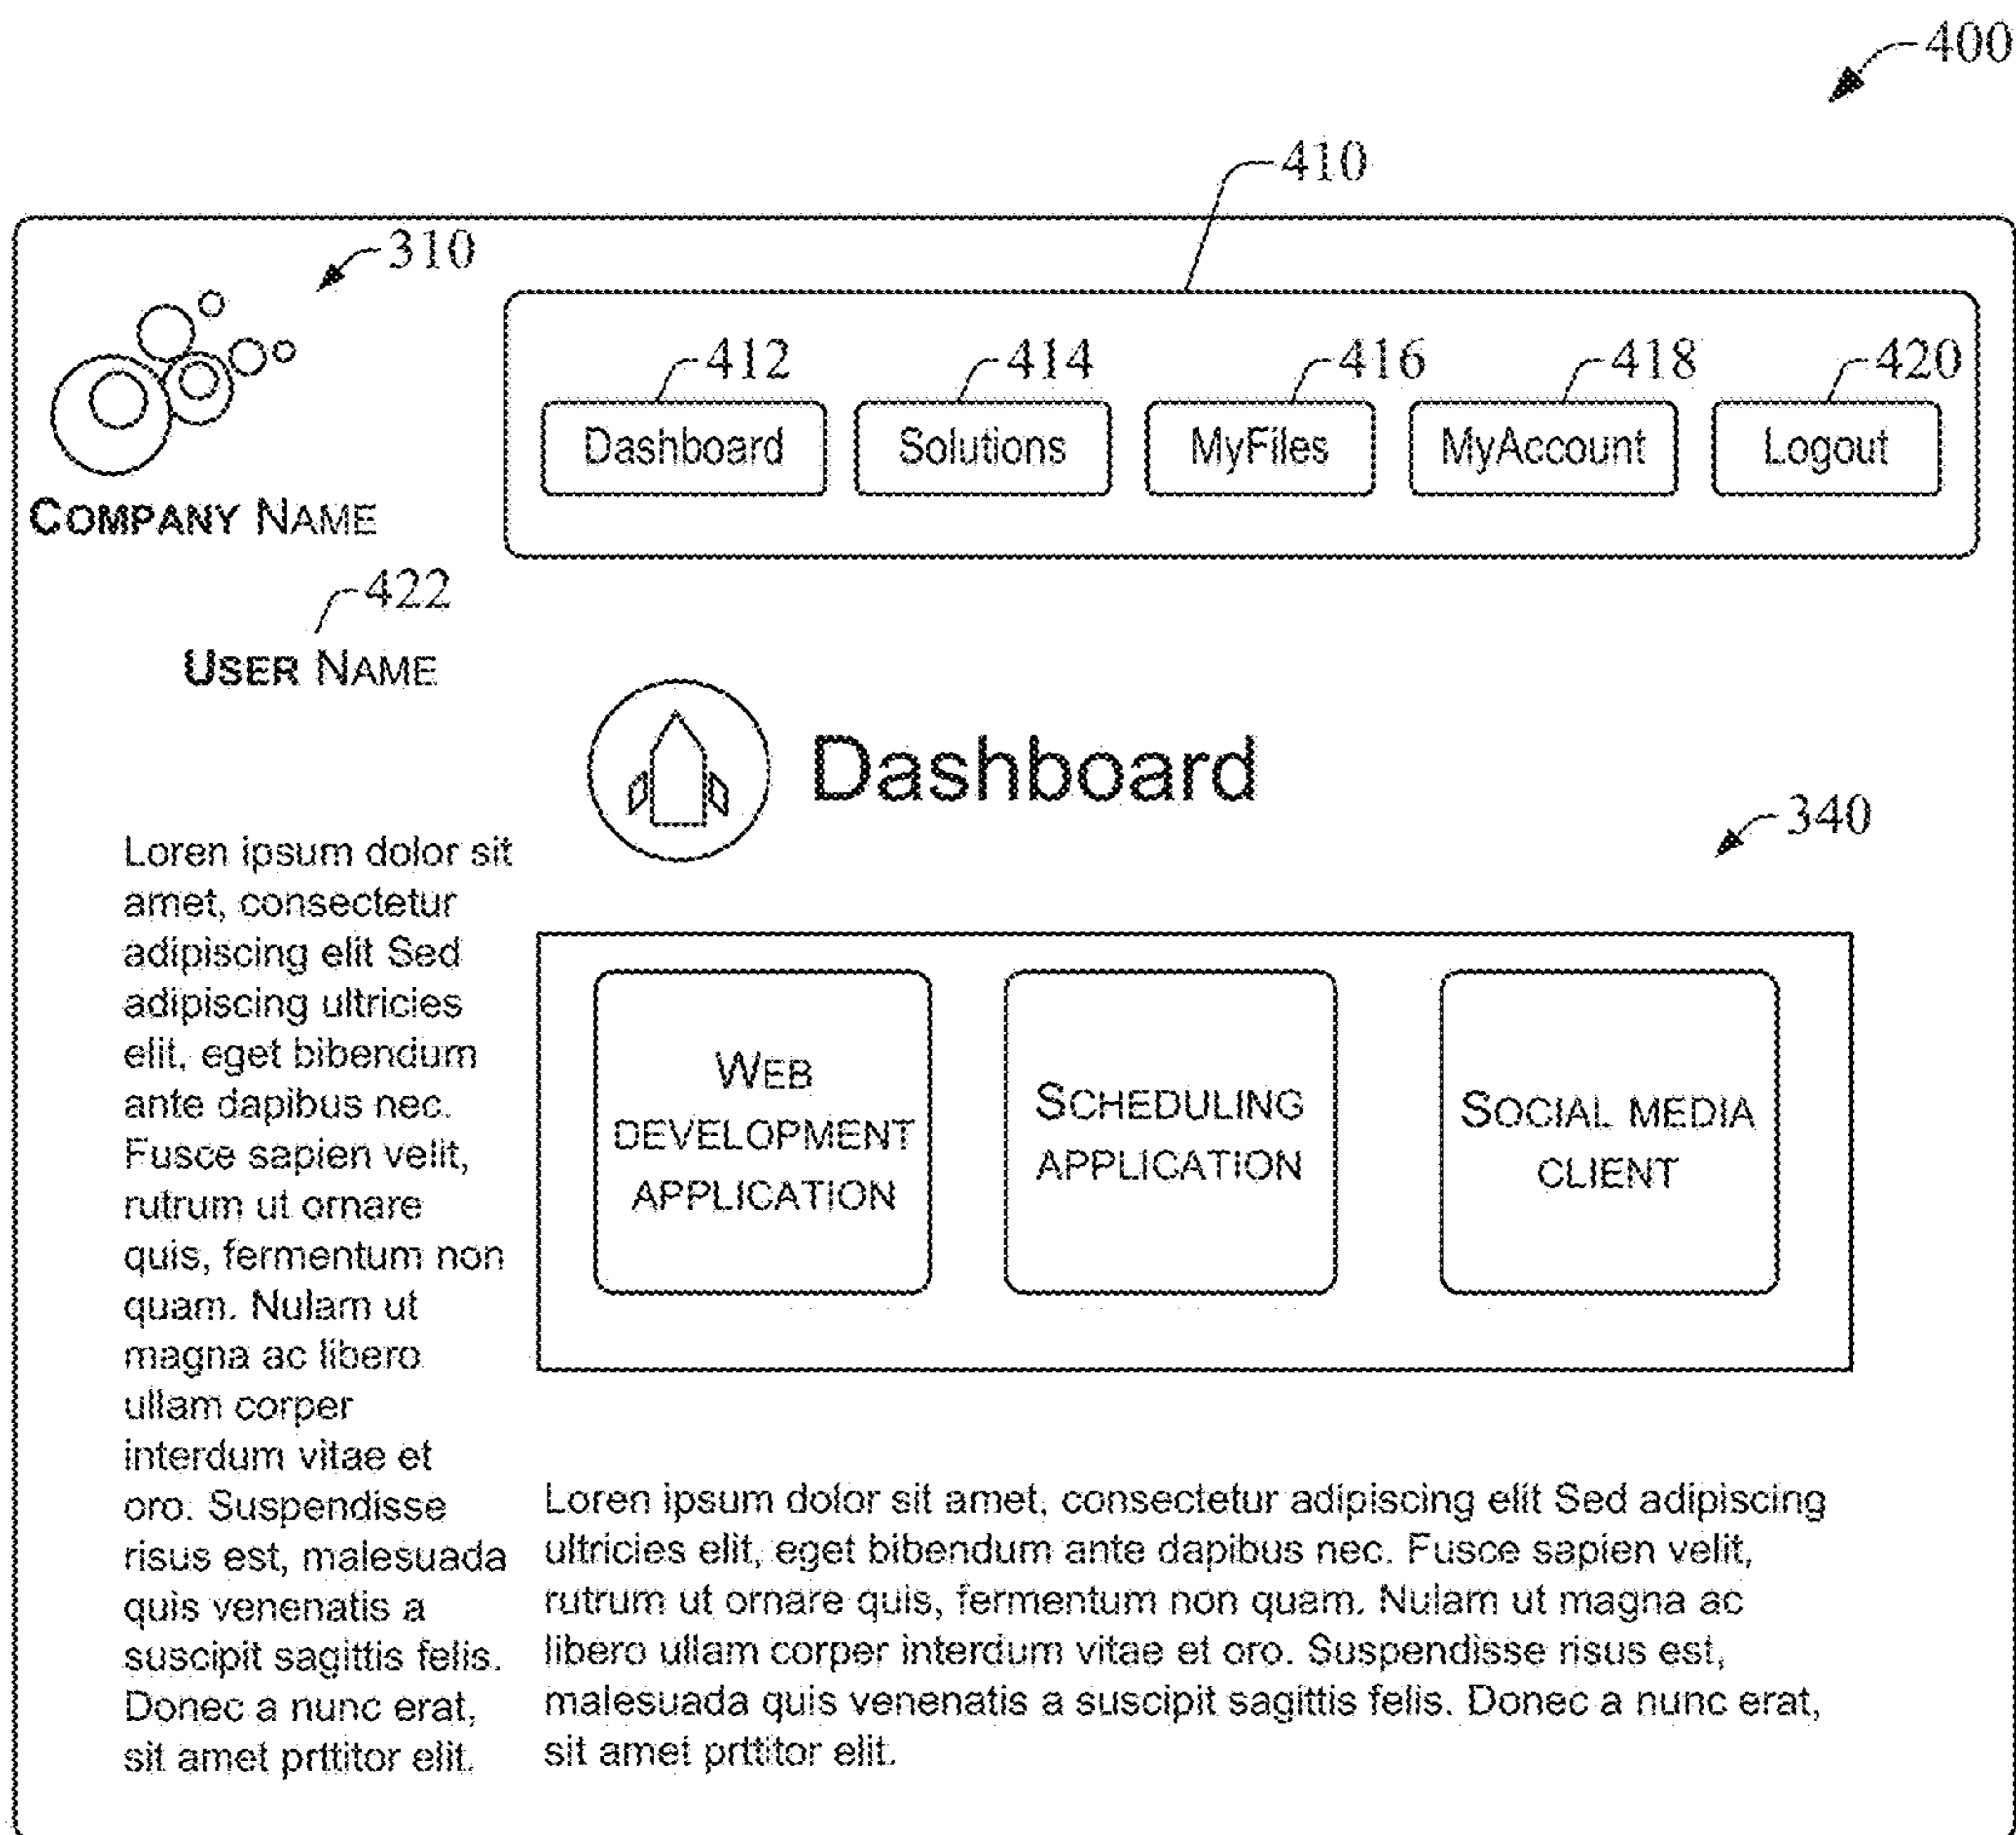 400
410
310
412 414 416 418 420
Dashboard Solutions MyFiles MyAccount Logout
COMPANY NAME
422
USER NAME
Dashboard
340
Loren ipsum dolor sit
amet, consectetur
adipiscing elit Sed
adipiscing ultricies
elit, eget bibendum
ante dapibus nec.
Fusce sapien velit,
rutrum ut ornare
quis, fermentum non
quam. Nulam ut
magna ac libero
ullam corper
interdum vitae et
oro. Suspendisse
risus est, malesuada
quis venenatis a
suscipit sagittis felis.
Donec a nunc erat,
sit amet prttitor elit.
WEB
DEVELOPMENT
APPLICATION
SCHEDULING
APPLICATION
SOCIAL MEDIA
CLIENT
Loren ipsum dolor sit amet, consectetur adipiscing elit Sed adipiscing
ultricies elit, eget bibendum ante dapibus nec. Fusce sapien velit,
rutrum ut ornare quis, fermentum non quam. Nulam ut magna ac
libero ullam corper interdum vitae et oro. Suspendisse risus est,
malesuada quis venenatis a suscipit sagittis felis. Donec a nunc erat,
sit amet prttitor elit.